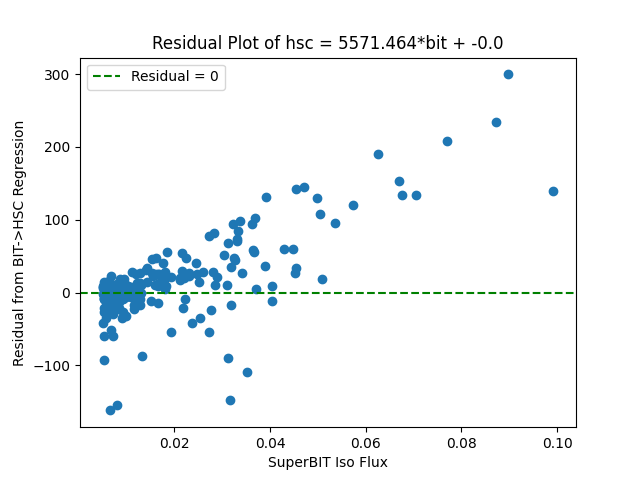 Residual Plot of hsc = 5571.464*bit + -0.0
Residual = 0
300
200
100
0
−100
Residual from BIT->HSC Regression
0.02
0.04
0.06
0.08
0.10
SuperBIT Iso Flux